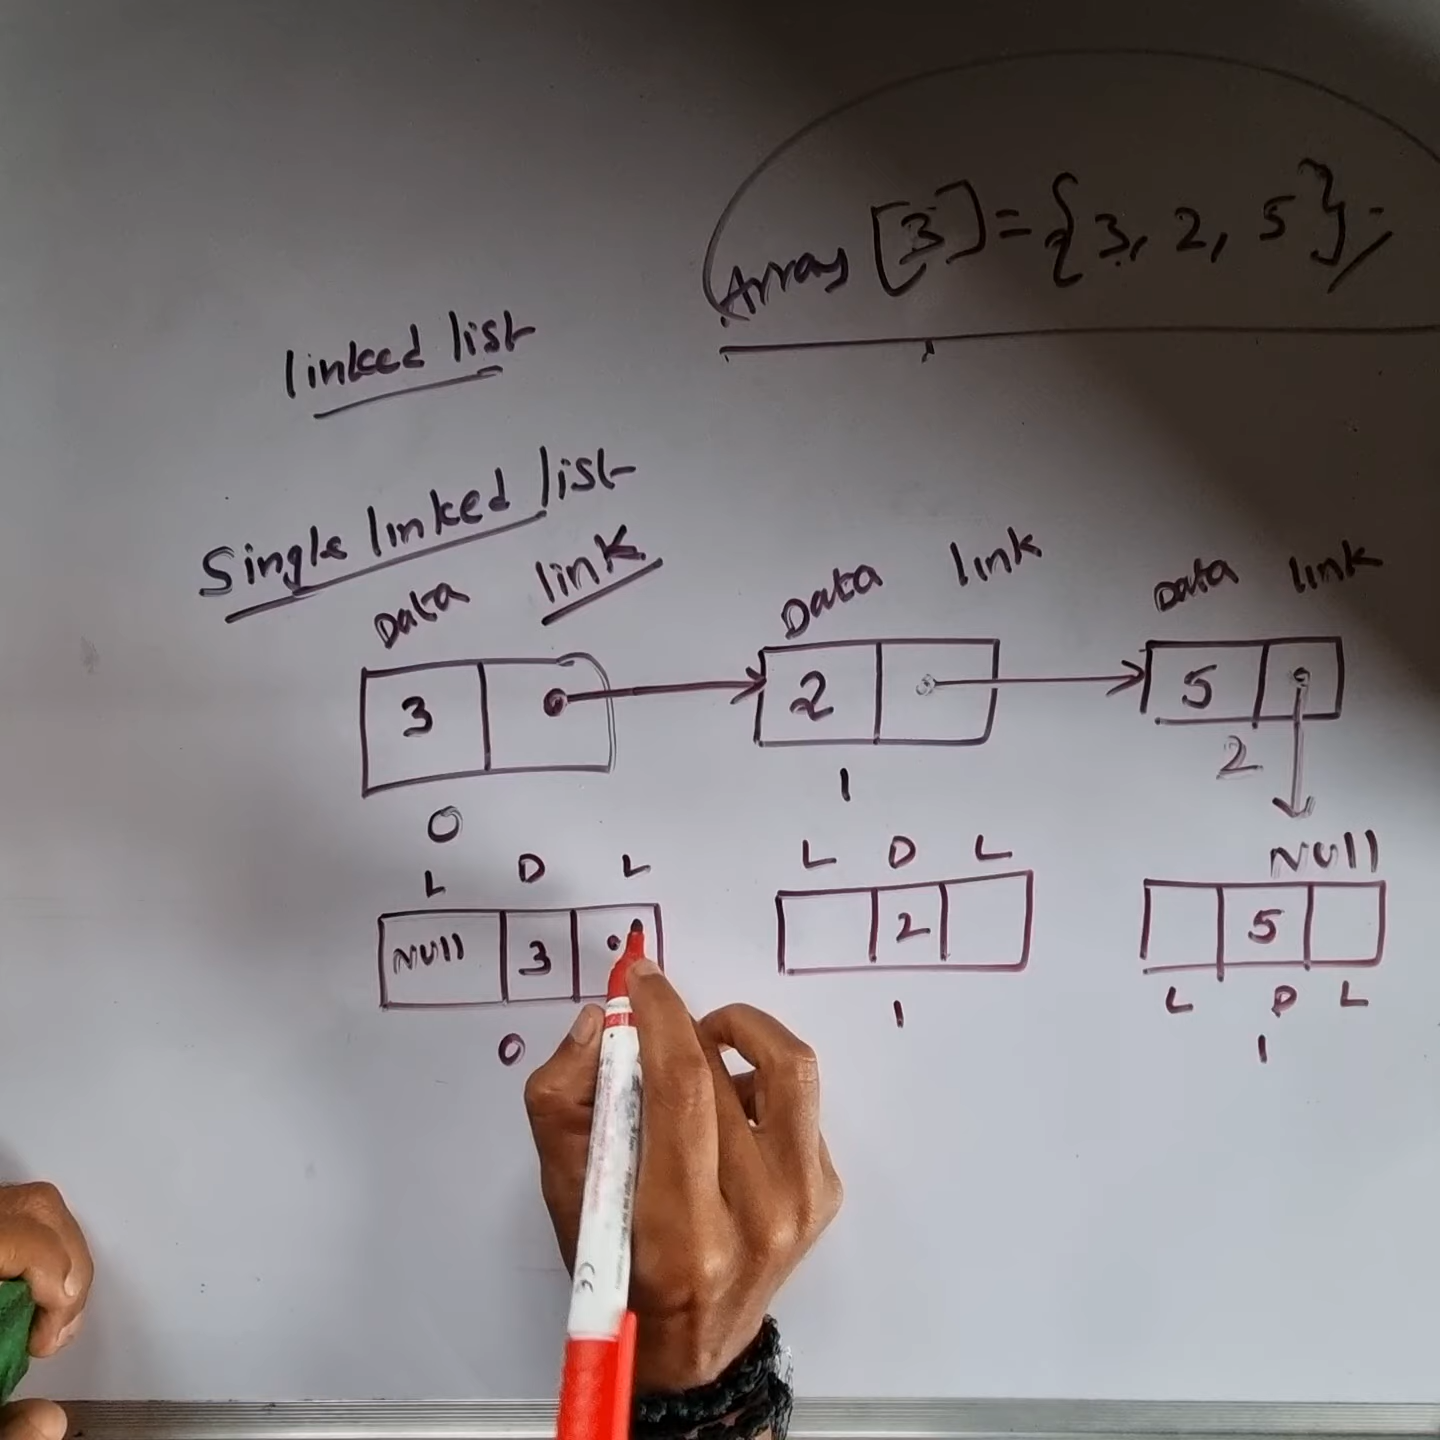 Array [3] = {3, 2, 5};
linked list
Single linked list
Data link Data link Data link
3 2 5
0 1 2
NUll
L D L L D L
NUll 3 2 5
L D L
0 1 1